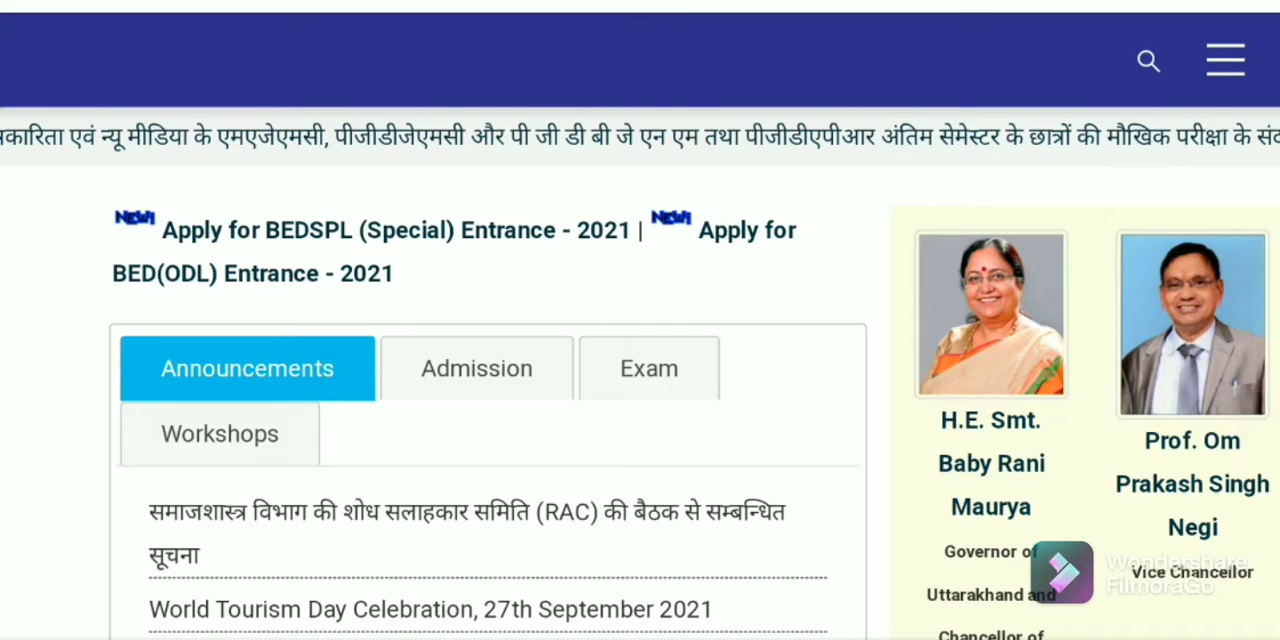 एवं न्यू मीडिया के एमएजेएमसी, पीजीडीजेएमसी और पी जी डी बी जे एन एम तथा पीजीडीएपीआर अंतिम सेमेस्टर के छात्रों की मौखिक परीक्षा के
NEW! Apply for BEDSPL (Special) Entrance - 2021 | NEW! Apply for
BED(ODL) Entrance - 2021
Announcements
Admission
Exam
Workshops
समाजशास्त्र विभाग की शोध सलाहकार समिति (RAC) की बैठक से सम्बन्धित
सूचना
World Tourism Day Celebration, 27th September 2021
H.E. Smt.
Baby Rani
Maurya
Governor of
Uttarakhand and
Chancellor of
Prof. Om
Prakash Singh
Negi
Vice Chancellor
Wondershare
FilmoraGo